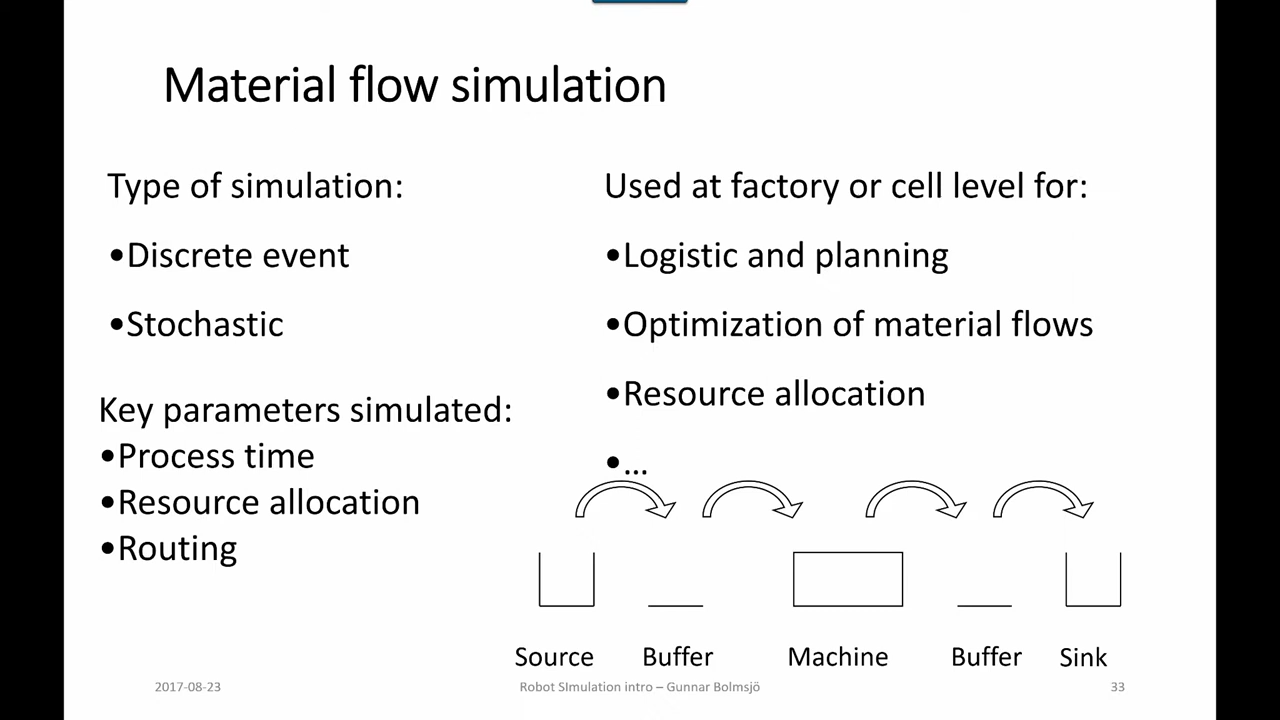 Material flow simulation
Type of simulation:
•Discrete event
•Stochastic
Key parameters simulated:
•Process time
•Resource allocation
•Routing
Used at factory or cell level for:
•Logistic and planning
•Optimization of material flows
•Resource allocation
•...
Source Buffer Machine Buffer Sink
2017-08-23 Robot SImulation intro – Gunnar Bolmsjö 33